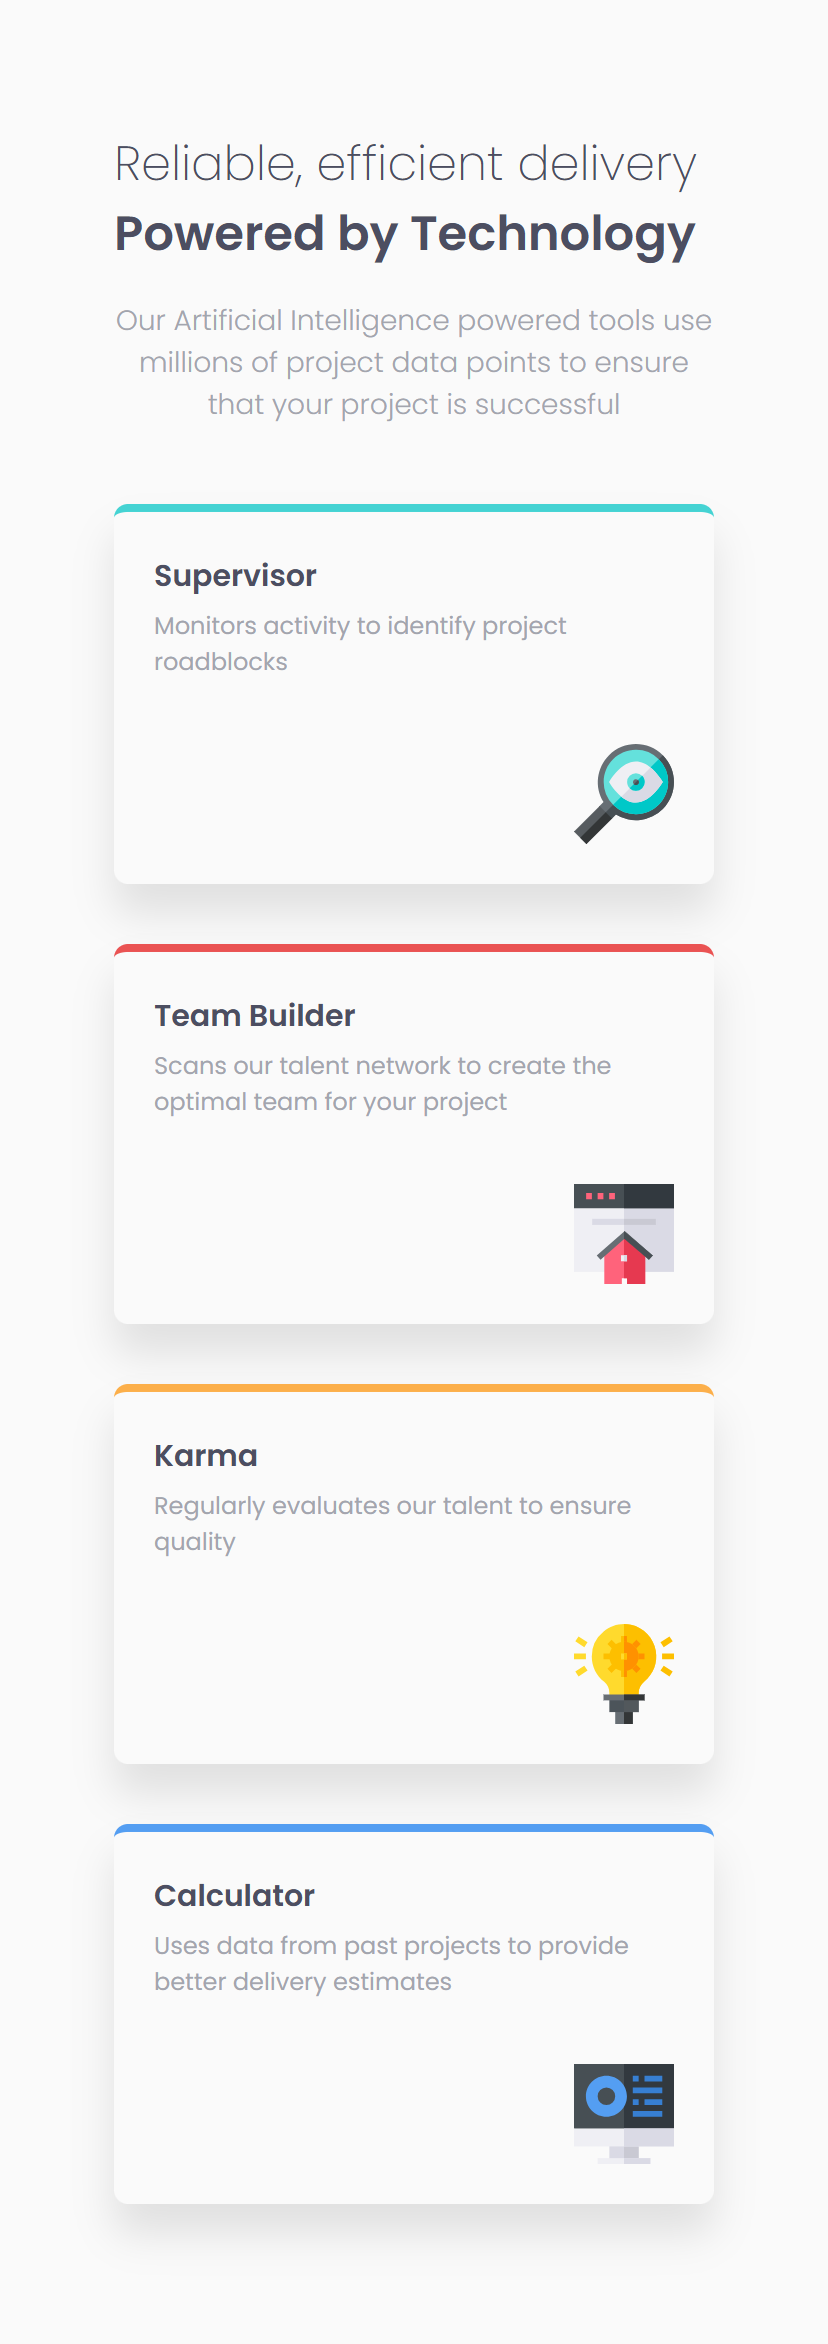 Reliable, efficient delivery
Powered by Technology
Our Artificial Intelligence powered tools use
millions of project data points to ensure
that your project is successful
Supervisor
Monitors activity to identify project
roadblocks
Team Builder
Scans our talent network to create the
optimal team for your project
Karma
Regularly evaluates our talent to ensure
quality
Calculator
Uses data from past projects to provide
better delivery estimates